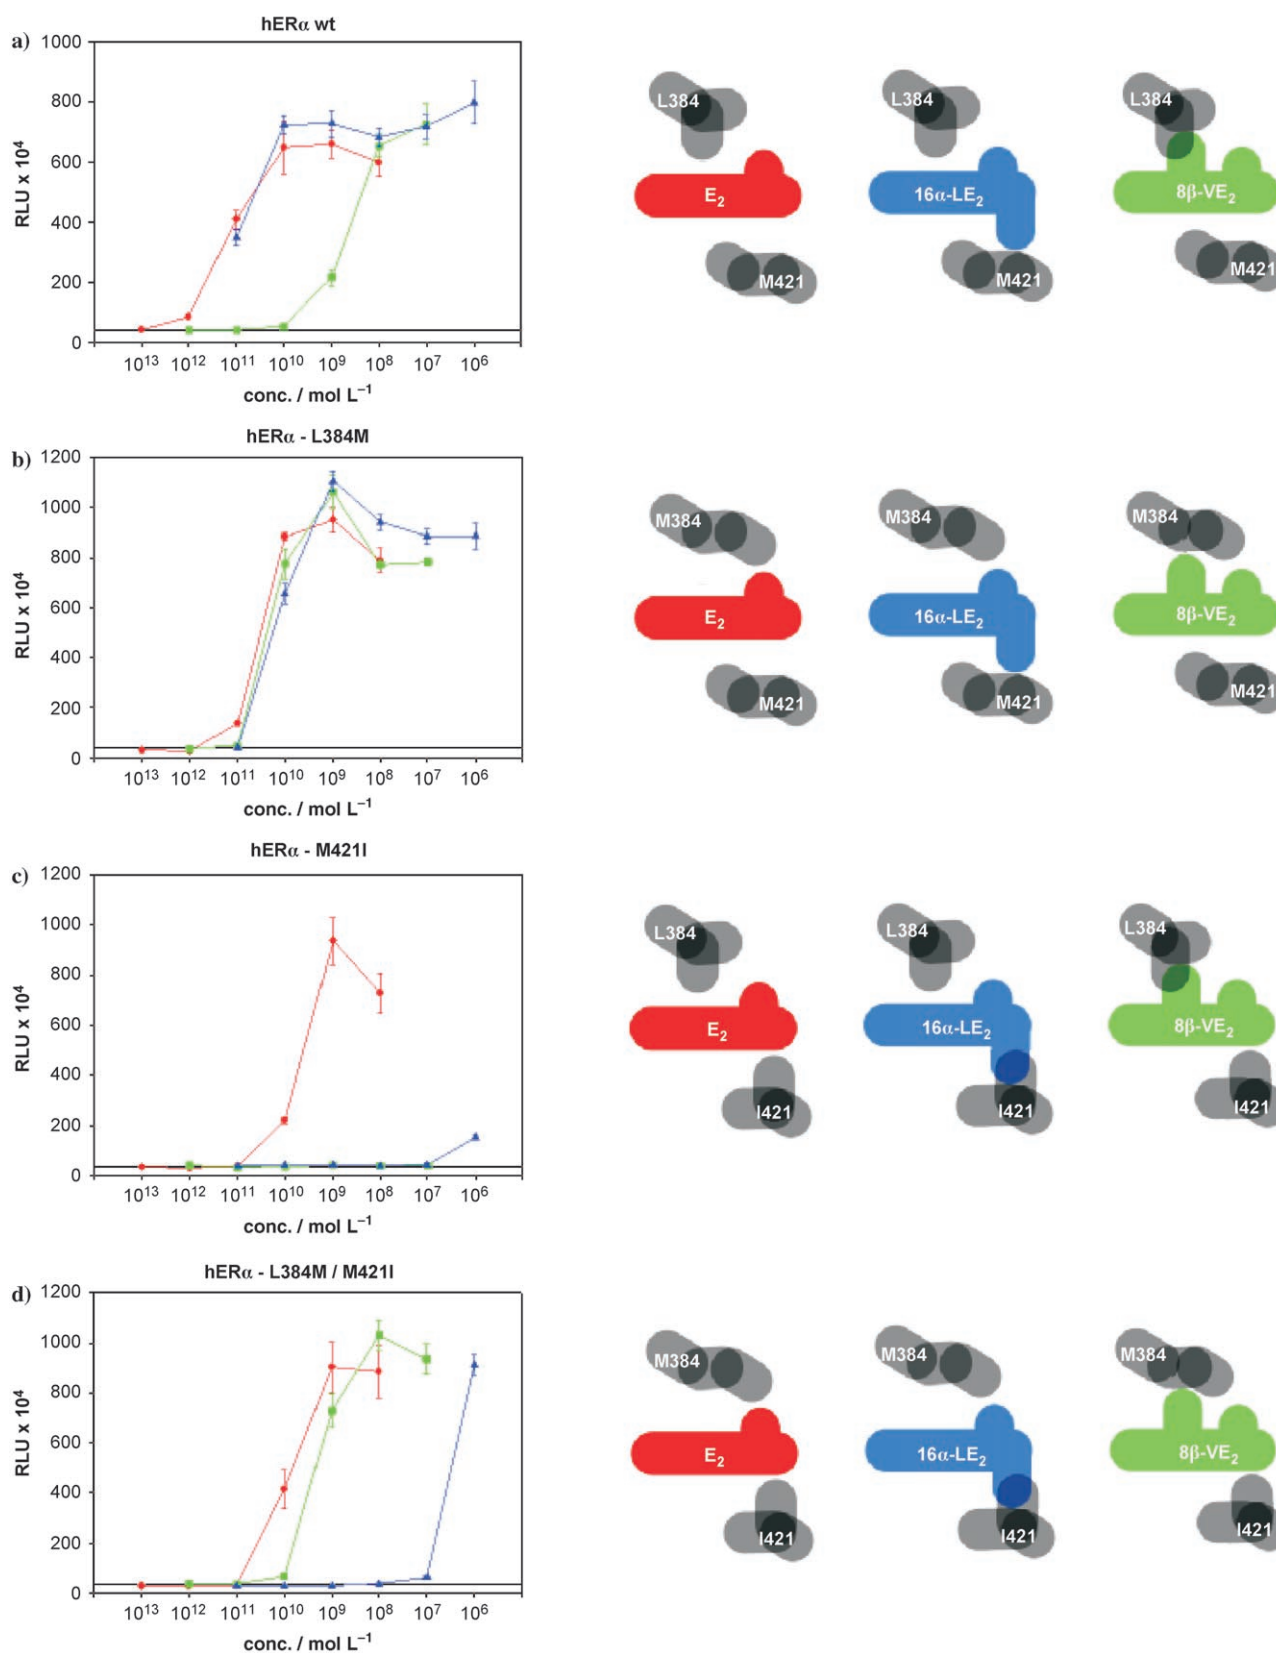 a)
hERα wt
RLU x 10⁴
1000
800
600
400
200
0
10¹³ 10¹² 10¹¹ 10¹⁰ 10⁹ 10⁸ 10⁷ 10⁶
conc. / mol L⁻¹
L384 L384 L384
E₂ 16α-LE₂ 8β-VE₂
M421 M421 M421
b)
hERα - L384M
RLU x 10⁴
1200
1000
800
600
400
200
0
10¹³ 10¹² 10¹¹ 10¹⁰ 10⁹ 10⁸ 10⁷ 10⁶
conc. / mol L⁻¹
M384 M384 M384
E₂ 16α-LE₂ 8β-VE₂
M421 M421 M421
c)
hERα - M421I
RLU x 10⁴
1200
1000
800
600
400
200
0
10¹³ 10¹² 10¹¹ 10¹⁰ 10⁹ 10⁸ 10⁷ 10⁶
conc. / mol L⁻¹
L384 L384 L384
E₂ 16α-LE₂ 8β-VE₂
I421 I421 I421
d)
hERα - L384M / M421I
RLU x 10⁴
1200
1000
800
600
400
200
0
10¹³ 10¹² 10¹¹ 10¹⁰ 10⁹ 10⁸ 10⁷ 10⁶
conc. / mol L⁻¹
M384 M384 M384
E₂ 16α-LE₂ 8β-VE₂
I421 I421 I421